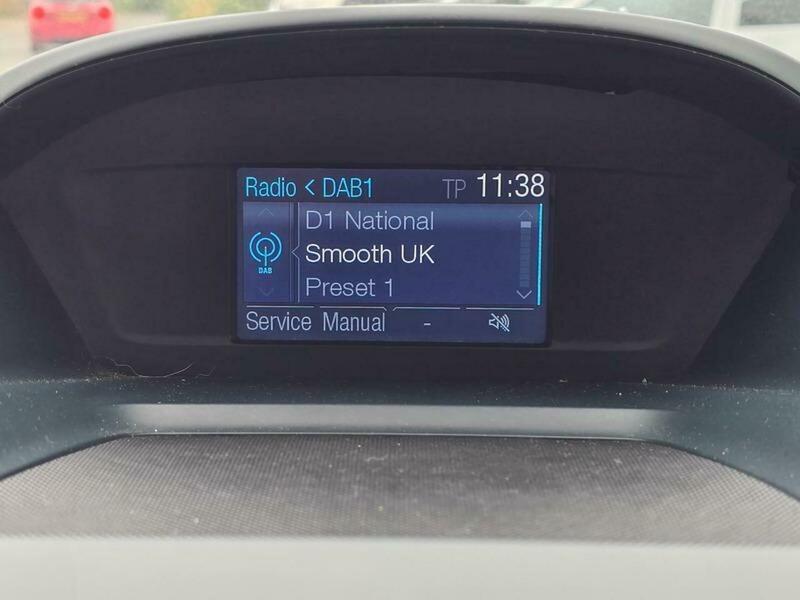 Radio < DAB1 TP 11:38
D1 National
DAB
Smooth UK
Preset 1
Service Manual -